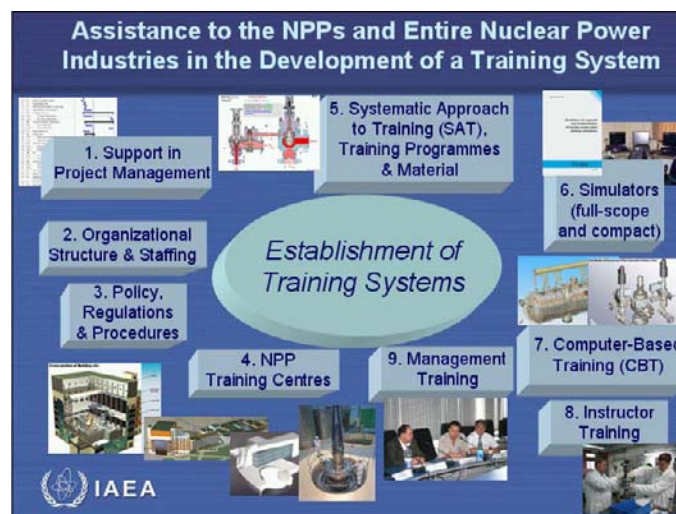 Assistance to the NPPs and Entire Nuclear Power
Industries in the Development of a Training System
1. Support in
Project Management
5. Systematic Approach
to Training (SAT),
Training Programmes
& Material
6. Simulators
(full-scope
and compact)
2. Organizational
Structure & Staffing
Establishment of
Training Systems
3. Policy,
Regulations
& Procedures
4. NPP
Training Centres
9. Management
Training
7. Computer-Based
Training (CBT)
8. Instructor
Training
IAEA